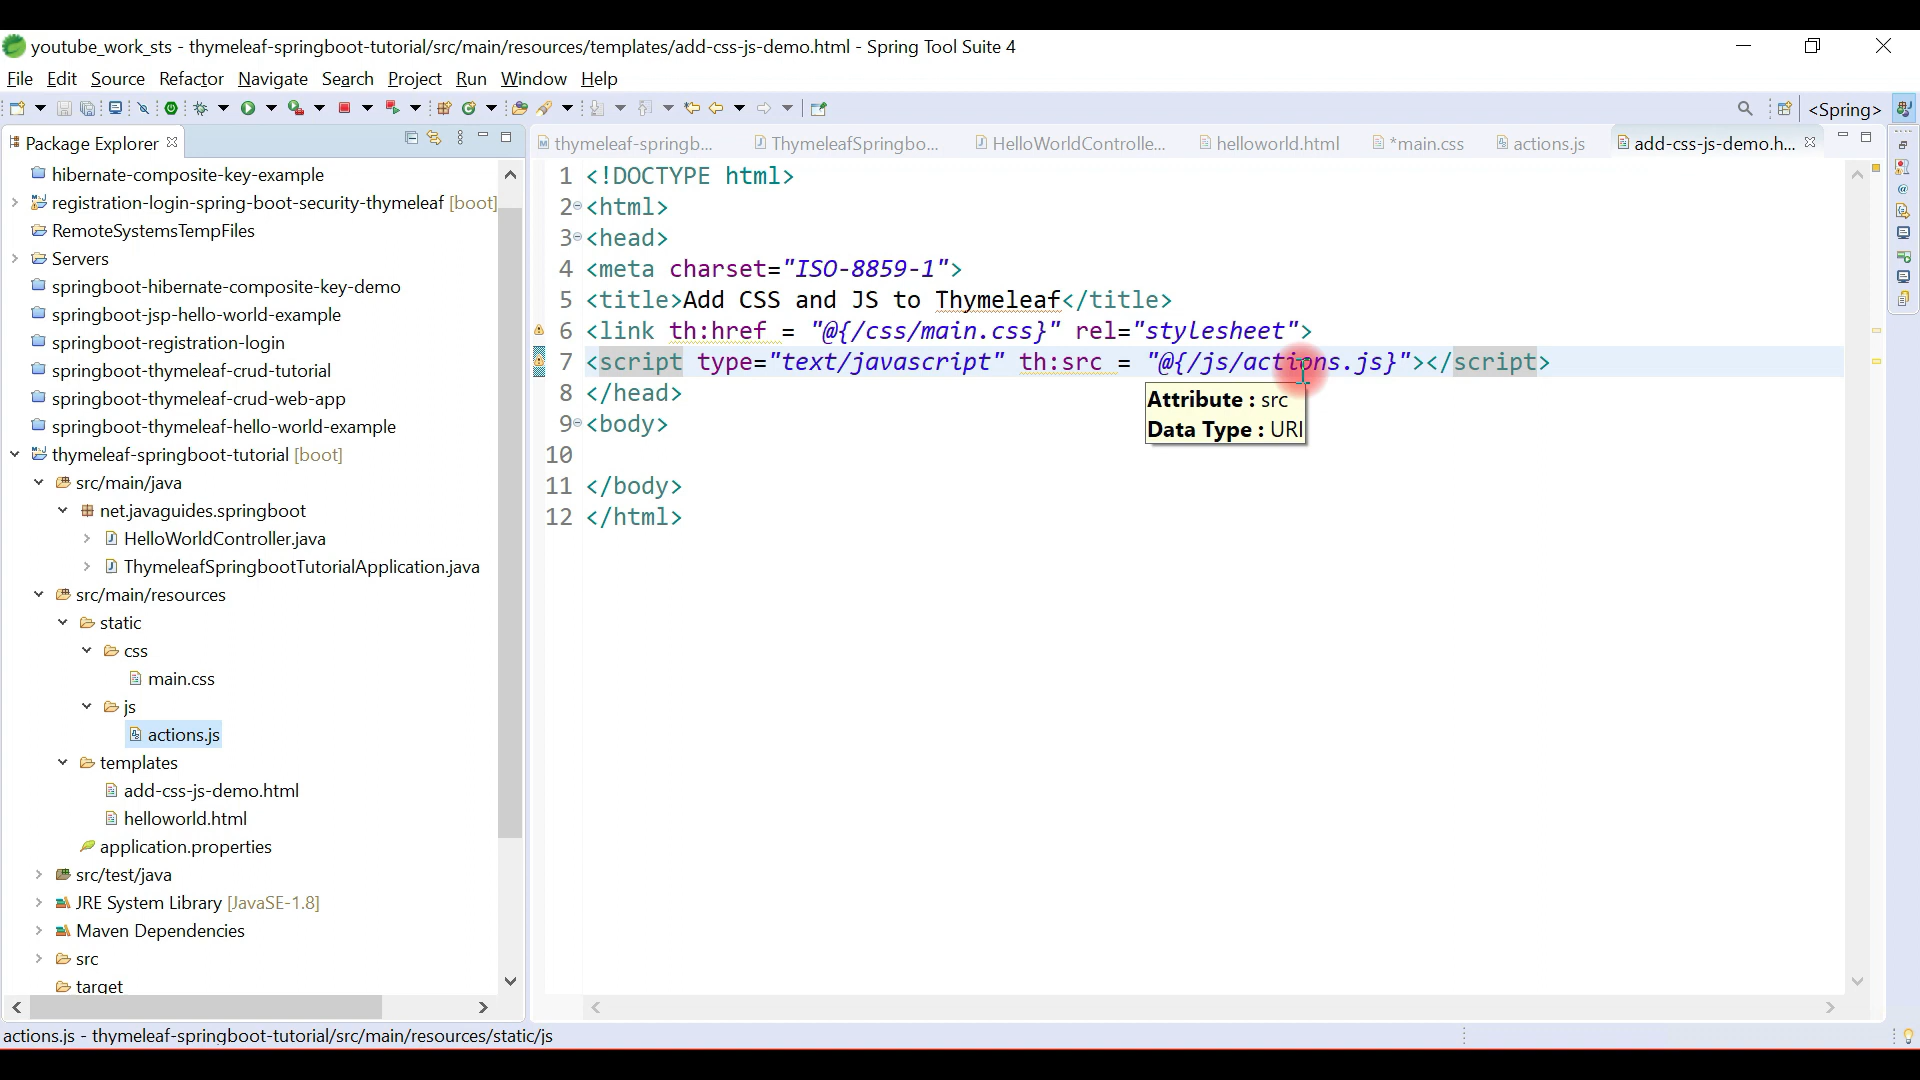 youtube_work_sts - thymeleaf-springboot-tutorial/src/main/resources/templates/add-css-js-demo.html - Spring Tool Suite 4
File Edit Source Refactor Navigate Search Project Run Window Help
<Spring>
Package Explorer
hibernate-composite-key-example
registration-login-spring-boot-security-thymeleaf [boot]
RemoteSystemsTempFiles
Servers
springboot-hibernate-composite-key-demo
springboot-jsp-hello-world-example
springboot-registration-login
springboot-thymeleaf-crud-tutorial
springboot-thymeleaf-crud-web-app
springboot-thymeleaf-hello-world-example
thymeleaf-springboot-tutorial [boot]
src/main/java
net.javaguides.springboot
HelloWorldController.java
ThymeleafSpringbootTutorialApplication.java
src/main/resources
static
css
main.css
js
actions.js
templates
add-css-js-demo.html
helloworld.html
application.properties
src/test/java
JRE System Library [JavaSE-1.8]
Maven Dependencies
src
target
thymeleaf-springb... ThymeleafSpringbo... HelloWorldControlle... helloworld.html *main.css actions.js add-css-js-demo.h...
1 <!DOCTYPE html>
2 <html>
3 <head>
4 <meta charset="ISO-8859-1">
5 <title>Add CSS and JS to Thymeleaf</title>
6 <link th:href = "@{/css/main.css}" rel="stylesheet">
7 <script type="text/javascript" th:src = "@{/js/actions.js}"></script>
8 </head>
9 <body>
10
11 </body>
12 </html>
Attribute : src
Data Type : URI
actions.js - thymeleaf-springboot-tutorial/src/main/resources/static/js